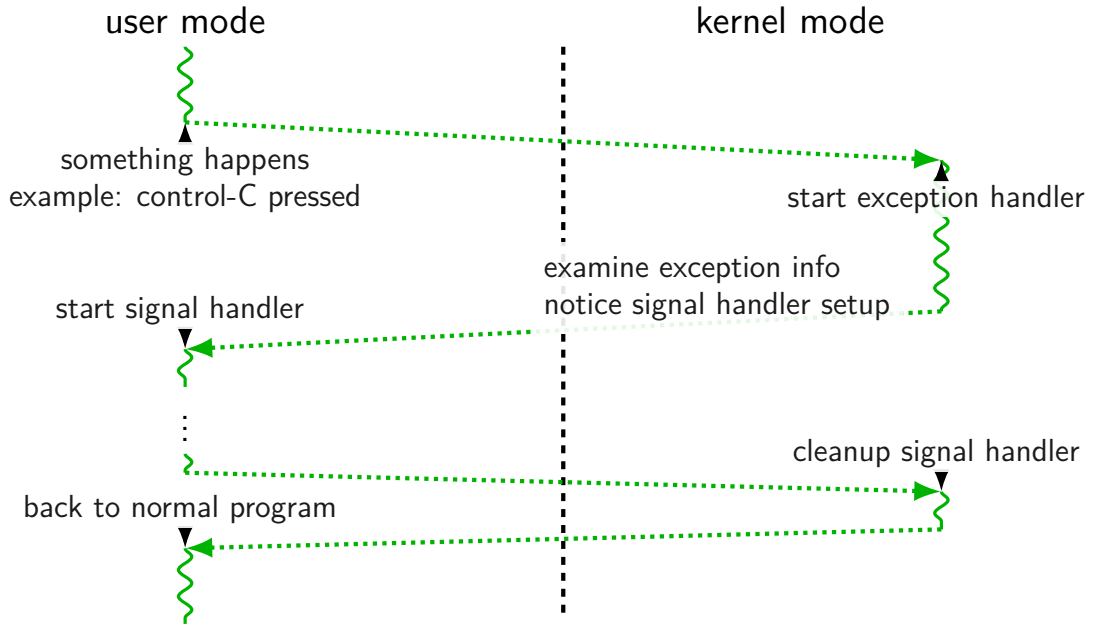 user mode
kernel mode
something happens
example: control-C pressed
start exception handler
examine exception info
notice signal handler setup
start signal handler
cleanup signal handler
back to normal program